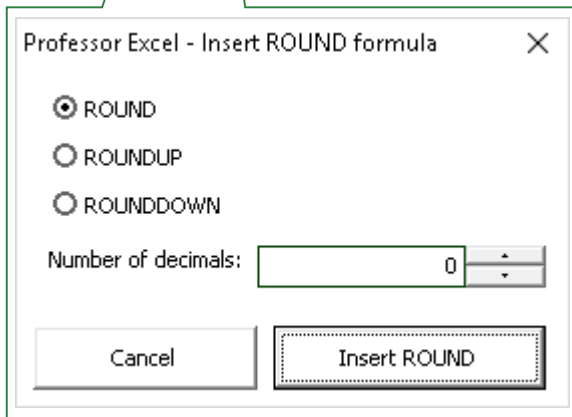 Professor Excel - Insert ROUND formula
ROUND
ROUNDUP
ROUNDDOWN
Number of decimals: 0
Cancel Insert ROUND